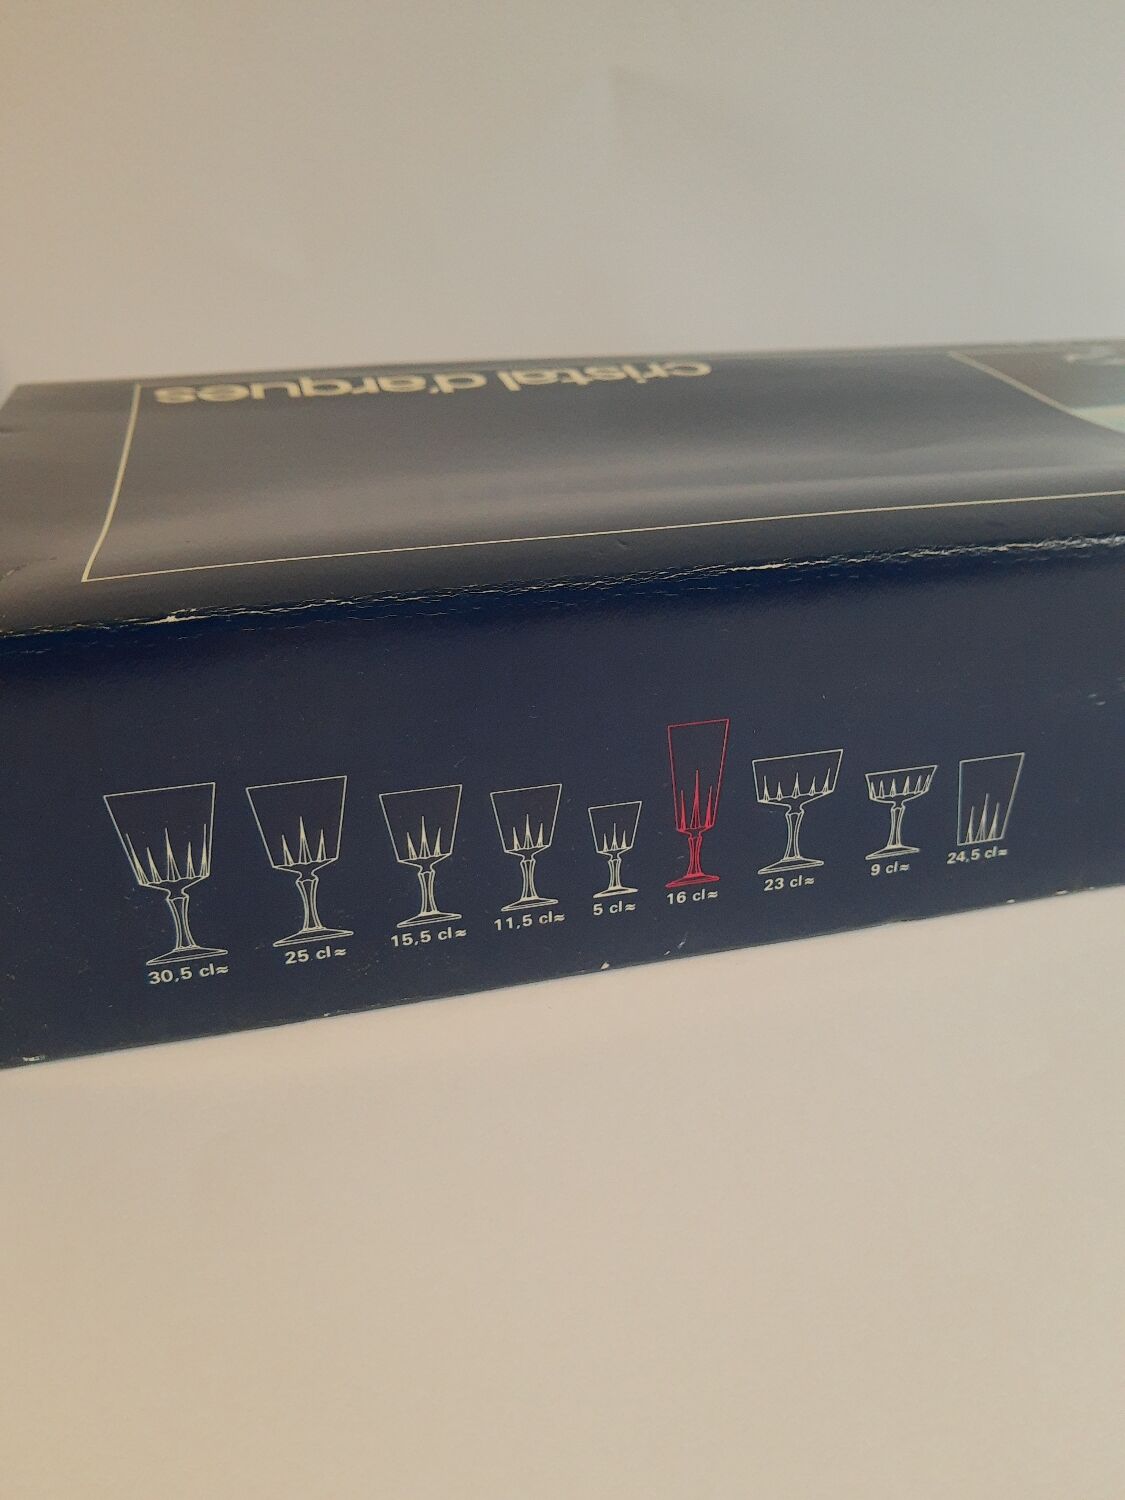 cristal d'arques
30,5 cl≈
25 cl≈
15,5 cl≈
11,5 cl≈
5 cl≈
16 cl≈
23 cl≈
9 cl≈
24,5 cl≈